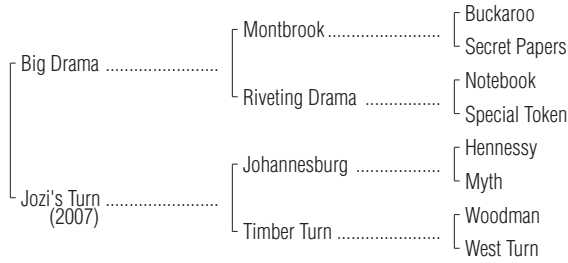 Buckaroo
Montbrook
Secret Papers
Big Drama
Notebook
Riveting Drama
Special Token
Hennessy
Johannesburg
Myth
Jozi's Turn
(2007)
Woodman
Timber Turn
West Turn